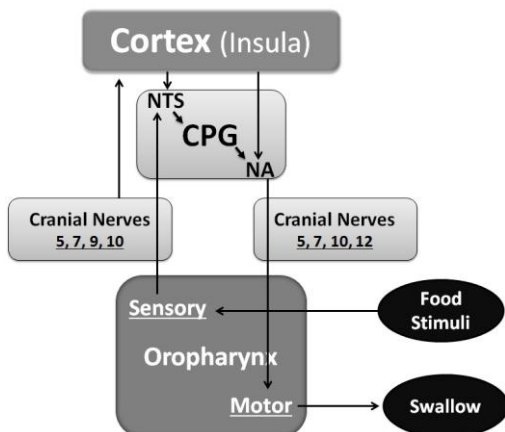 Cortex (Insula)
NTS
CPG
NA
Cranial Nerves
5, 7, 9, 10
Cranial Nerves
5, 7, 10, 12
Sensory
Oropharynx
Motor
Food
Stimuli
Swallow